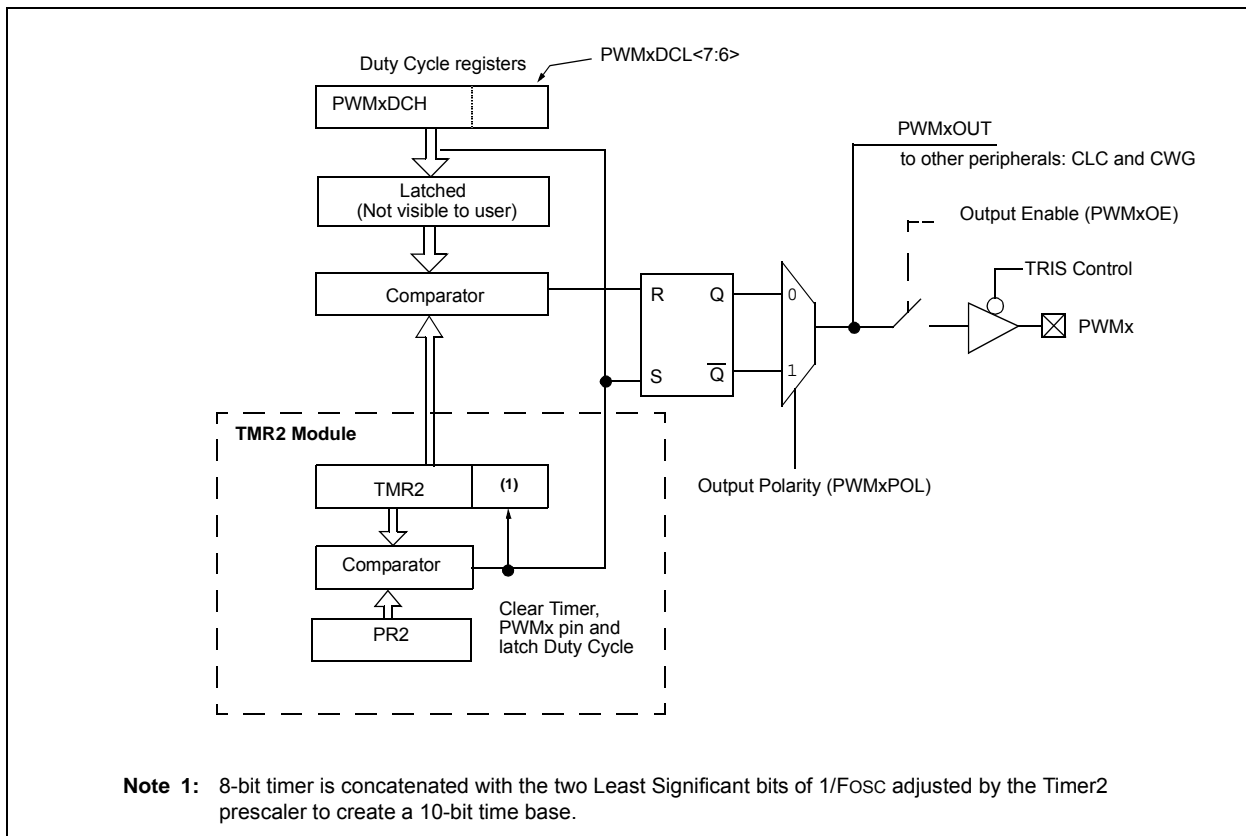 Duty Cycle registers
PWMxDCL<7:6>
PWMxDCH
PWMxOUT
to other peripherals: CLC and CWG
Latched
(Not visible to user)
Output Enable (PWMxOE)
TRIS Control
Comparator
R
Q
0
PWMx
S
Q̅
1
TMR2 Module
TMR2
(1)
Output Polarity (PWMxPOL)
Comparator
Clear Timer,
PWMx pin and
latch Duty Cycle
PR2
Note 1: 8-bit timer is concatenated with the two Least Significant bits of 1/FOSC adjusted by the Timer2
prescaler to create a 10-bit time base.